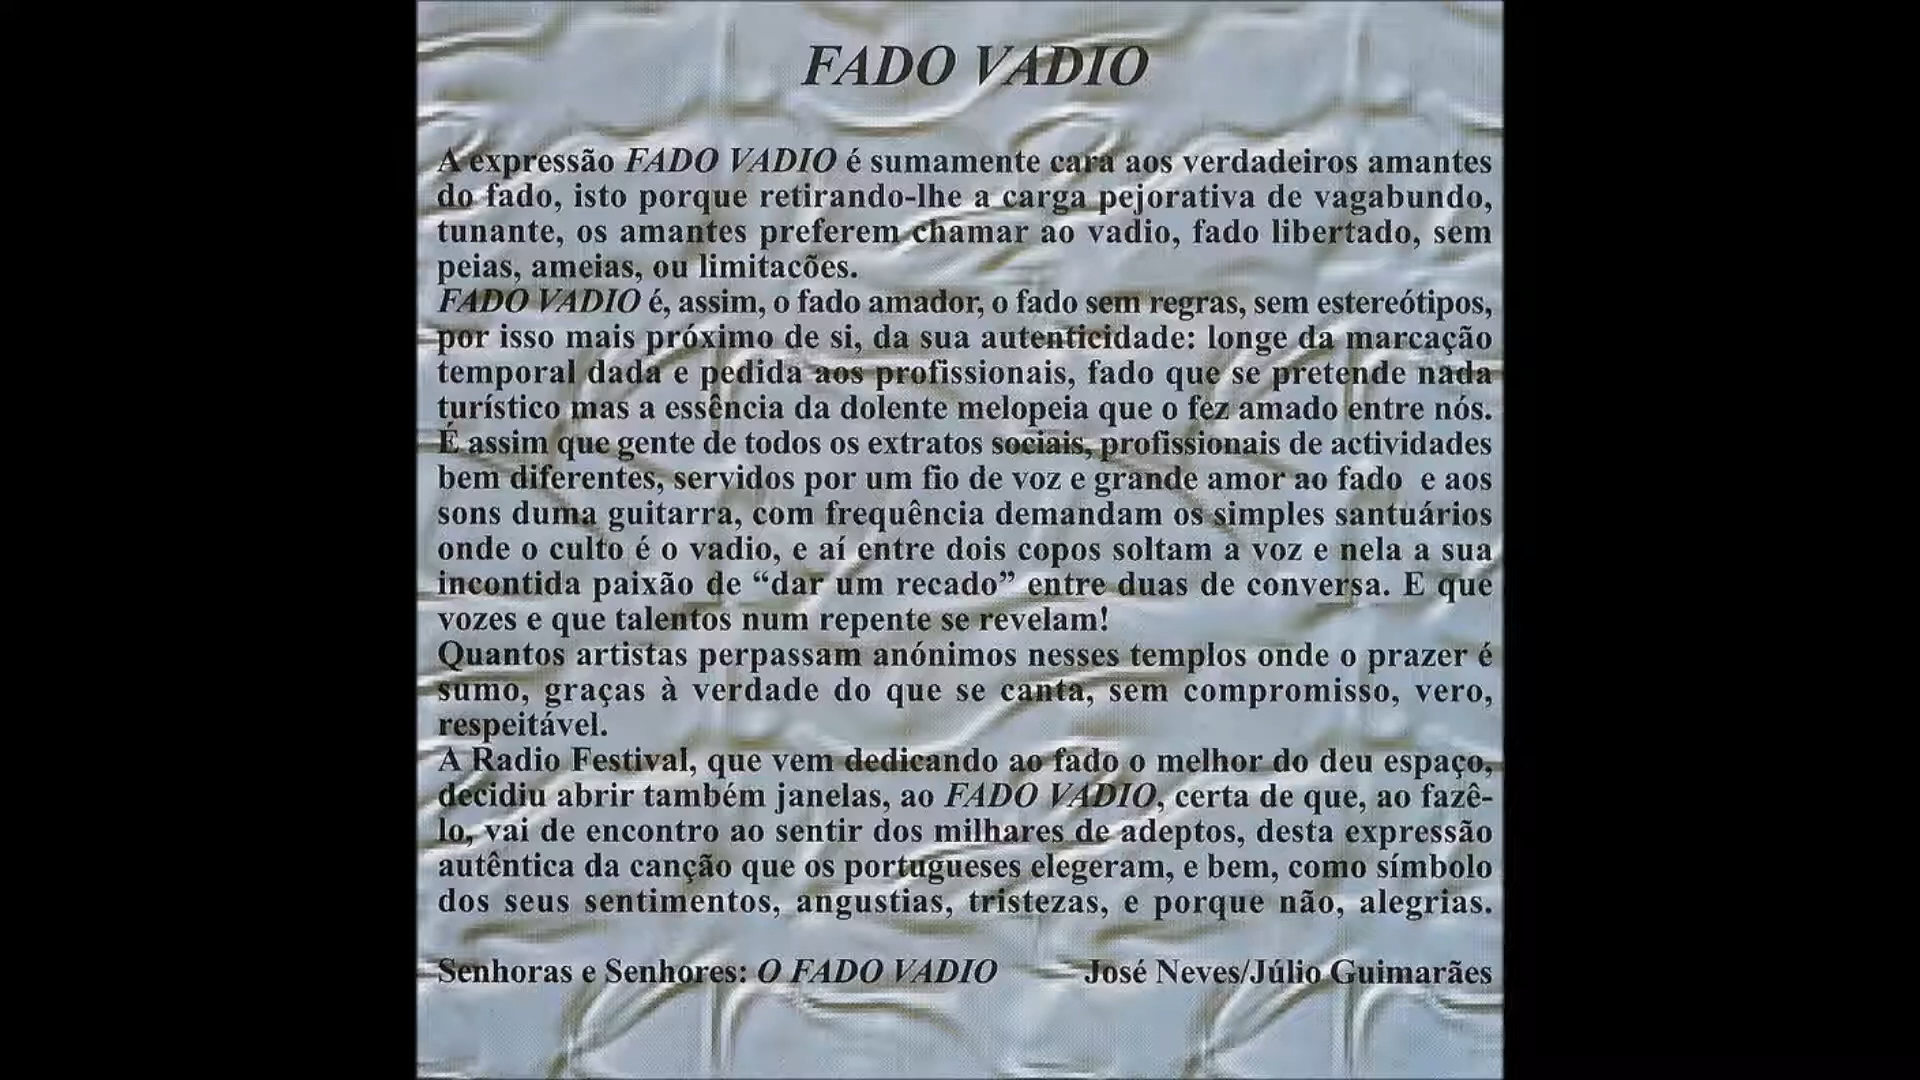 FADO VADIO
A expressão FADO VADIO é sumamente cara aos verdadeiros amantes
do fado, isto porque retirando-lhe a carga pejorativa de vagabundo,
tunante, os amantes preferem chamar ao vadio, fado libertado, sem
peias, ameias, ou limitacões.
FADO VADIO é, assim, o fado amador, o fado sem regras, sem estereótipos,
por isso mais próximo de si, da sua autenticidade: longe da marcação
temporal dada e pedida aos profissionais, fado que se pretende nada
turístico mas a essência da dolente melopeia que o fez amado entre nós.
É assim que gente de todos os extratos sociais, profissionais de actividades
bem diferentes, servidos por um fio de voz e grande amor ao fado e aos
sons duma guitarra, com frequência demandam os simples santuários
onde o culto é o vadio, e aí entre dois copos soltam a voz e nela a sua
incontida paixão de “dar um recado” entre duas de conversa. E que
vozes e que talentos num repente se revelam!
Quantos artistas perpassam anónimos nesses templos onde o prazer é
sumo, graças à verdade do que se canta, sem compromisso, vero,
respeitável.
A Radio Festival, que vem dedicando ao fado o melhor do deu espaço,
decidiu abrir também janelas, ao FADO VADIO, certa de que, ao fazê-
lo, vai de encontro ao sentir dos milhares de adeptos, desta expressão
autêntica da canção que os portugueses elegeram, e bem, como símbolo
dos seus sentimentos, angustias, tristezas, e porque não, alegrias.
Senhoras e Senhores: O FADO VADIO José Neves/Júlio Guimarães